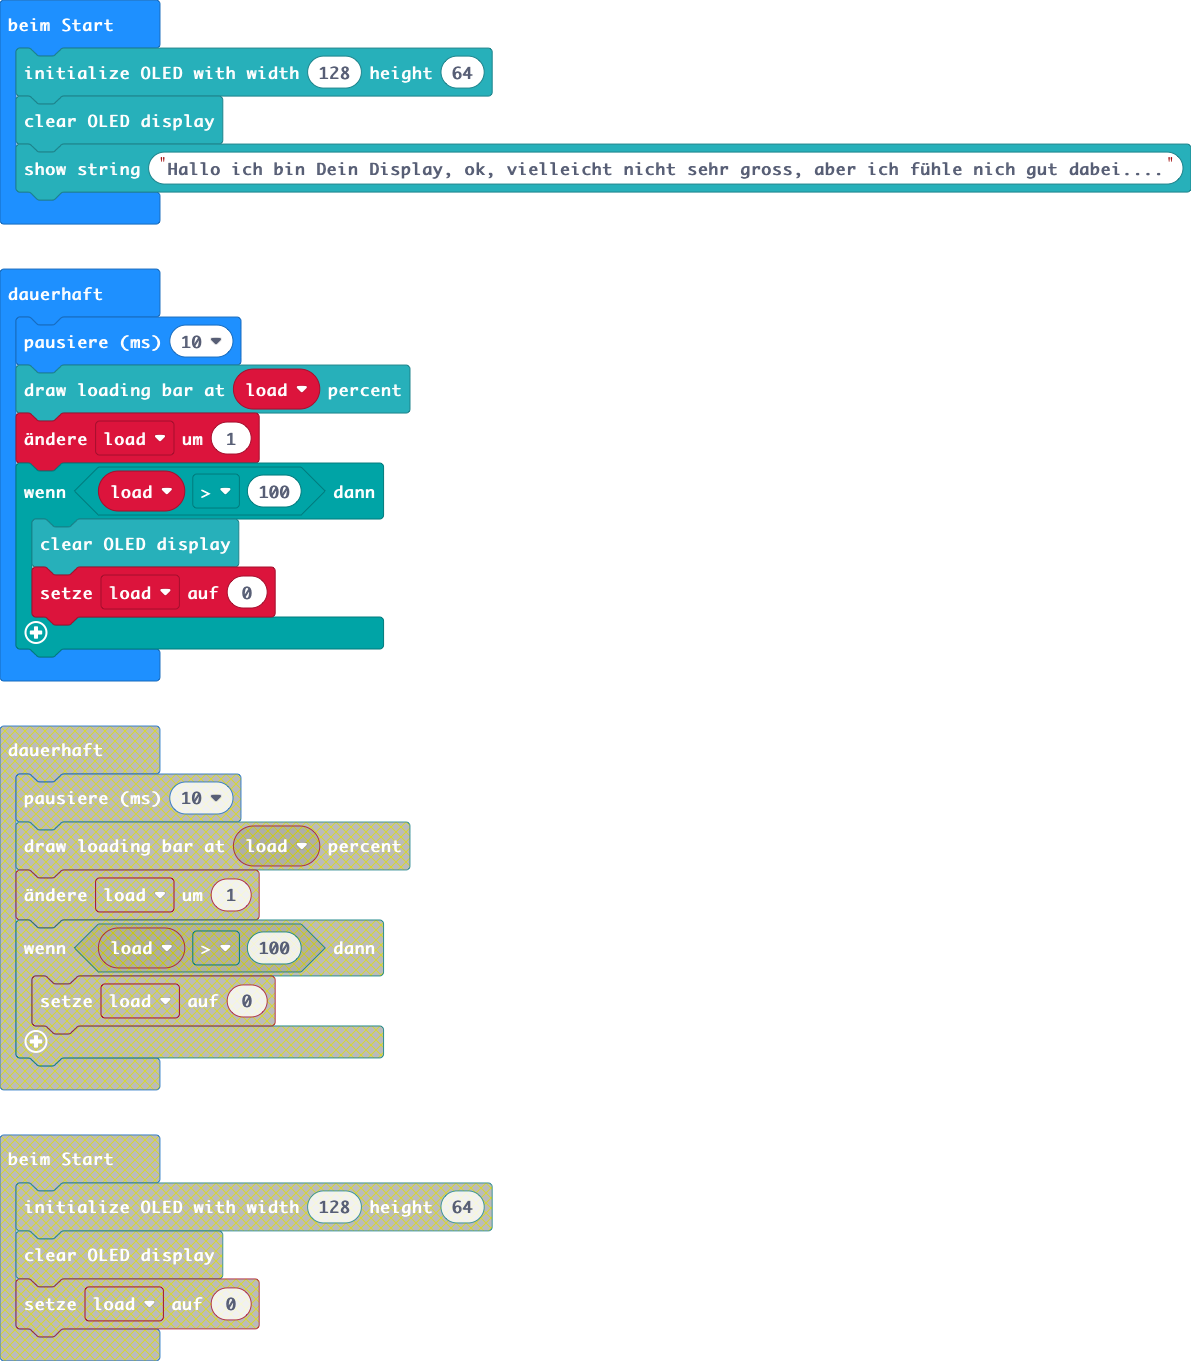 beim Start
initialize OLED with width 128 height 64
clear OLED display
show string "Hallo ich bin Dein Display, ok, vielleicht nicht sehr gross, aber ich fühle nich gut dabei...."
dauerhaft
pausiere (ms) 10
draw loading bar at load percent
ändere load um 1
wenn load > 100 dann
clear OLED display
setze load auf 0
dauerhaft
pausiere (ms) 10
draw loading bar at load percent
ändere load um 1
wenn load > 100 dann
setze load auf 0
beim Start
initialize OLED with width 128 height 64
clear OLED display
setze load auf 0